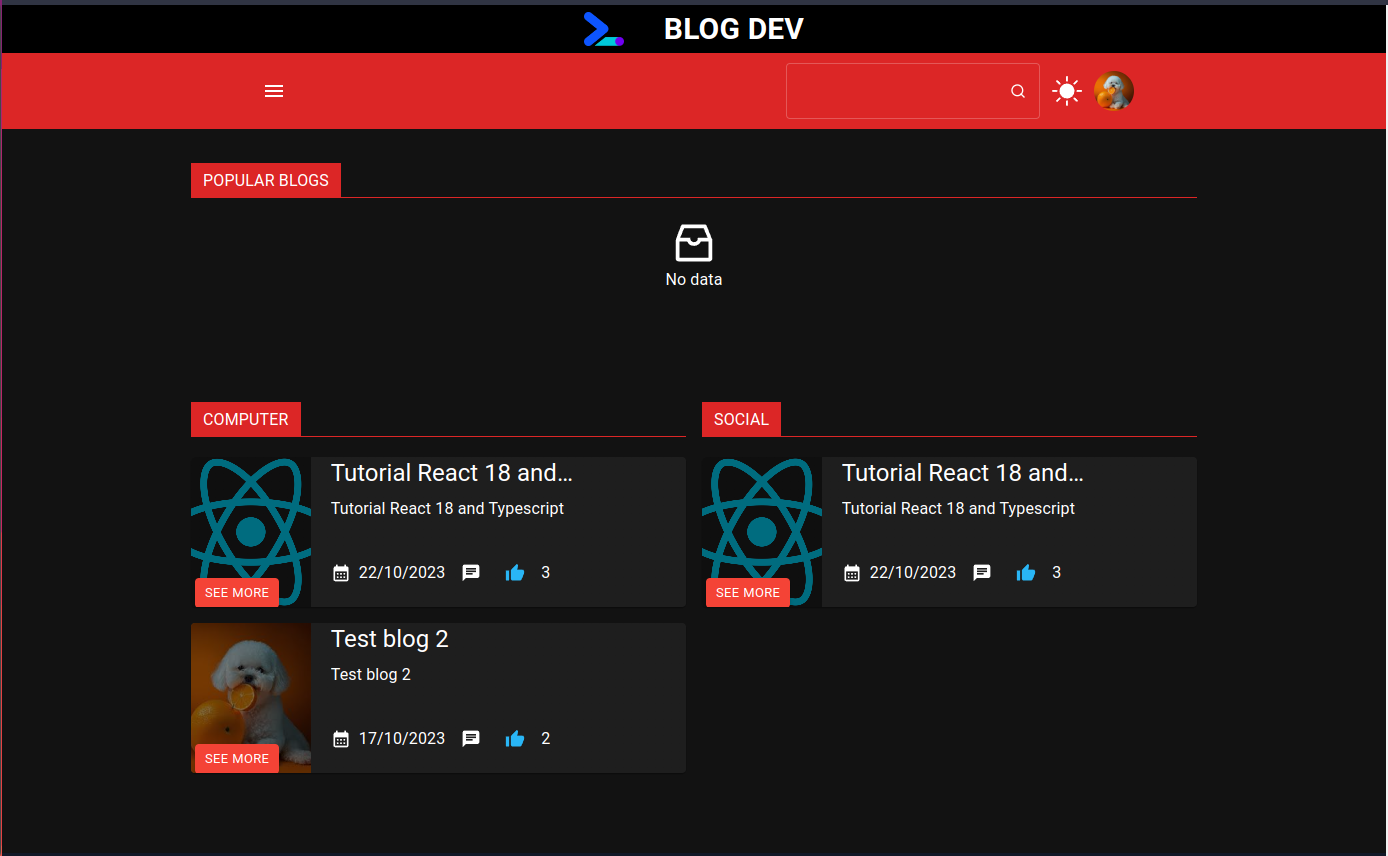 BLOG DEV
POPULAR BLOGS
No data
COMPUTER
Tutorial React 18 and...
Tutorial React 18 and Typescript
22/10/2023 3
SEE MORE
Test blog 2
Test blog 2
17/10/2023 2
SEE MORE
SOCIAL
Tutorial React 18 and...
Tutorial React 18 and Typescript
22/10/2023 3
SEE MORE